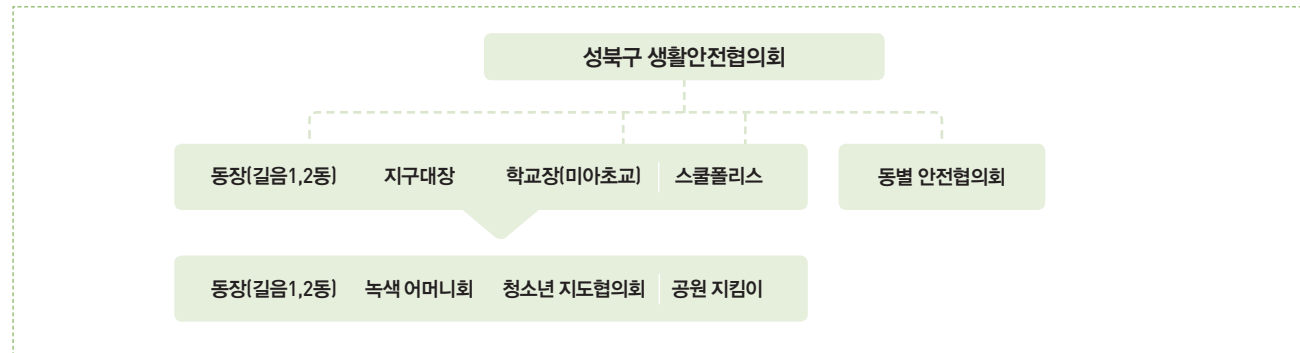 성북구 생활안전협의회
동장(길음1,2동) 지구대장 학교장(미아초교) 스쿨폴리스 동별 안전협의회
동장(길음1,2동) 녹색 어머니회 청소년 지도협의회 공원 지킴이